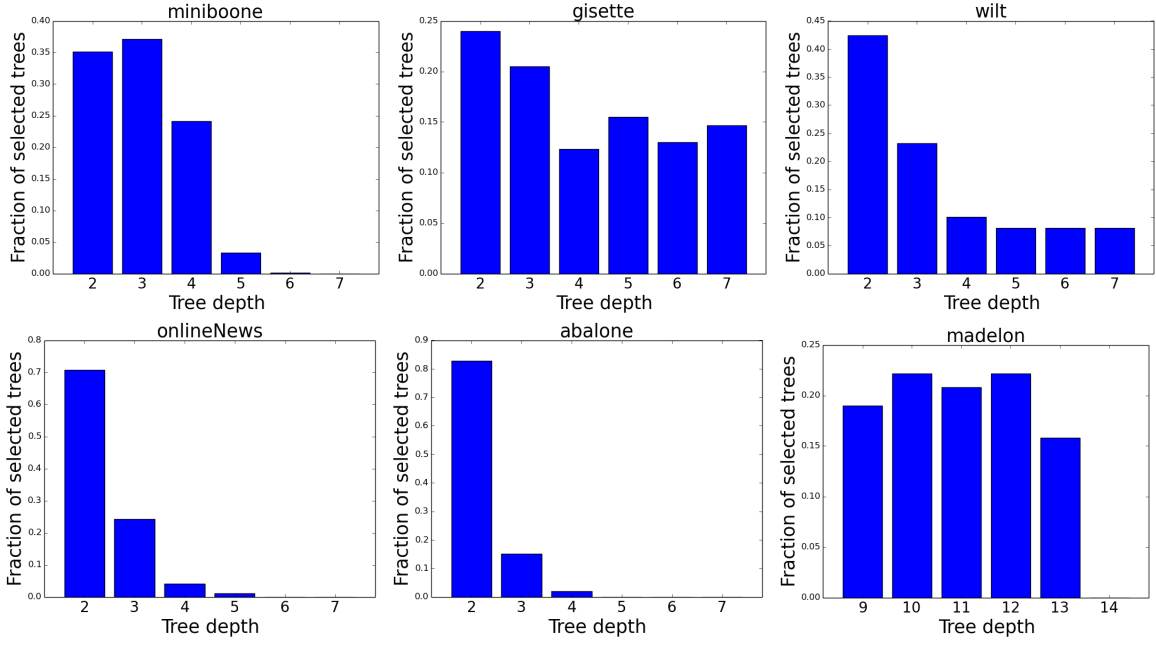 miniboone
Fraction of selected trees
0.40
0.35
0.30
0.25
0.20
0.15
0.10
0.05
0.00
2 3 4 5 6 7
Tree depth
gisette
Fraction of selected trees
0.25
0.20
0.15
0.10
0.05
0.00
2 3 4 5 6 7
Tree depth
wilt
Fraction of selected trees
0.45
0.40
0.35
0.30
0.25
0.20
0.15
0.10
0.05
0.00
2 3 4 5 6 7
Tree depth
onlineNews
Fraction of selected trees
0.8
0.7
0.6
0.5
0.4
0.3
0.2
0.1
0.0
2 3 4 5 6 7
Tree depth
abalone
Fraction of selected trees
0.9
0.8
0.7
0.6
0.5
0.4
0.3
0.2
0.1
0.0
2 3 4 5 6 7
Tree depth
madelon
Fraction of selected trees
0.25
0.20
0.15
0.10
0.05
0.00
9 10 11 12 13 14
Tree depth